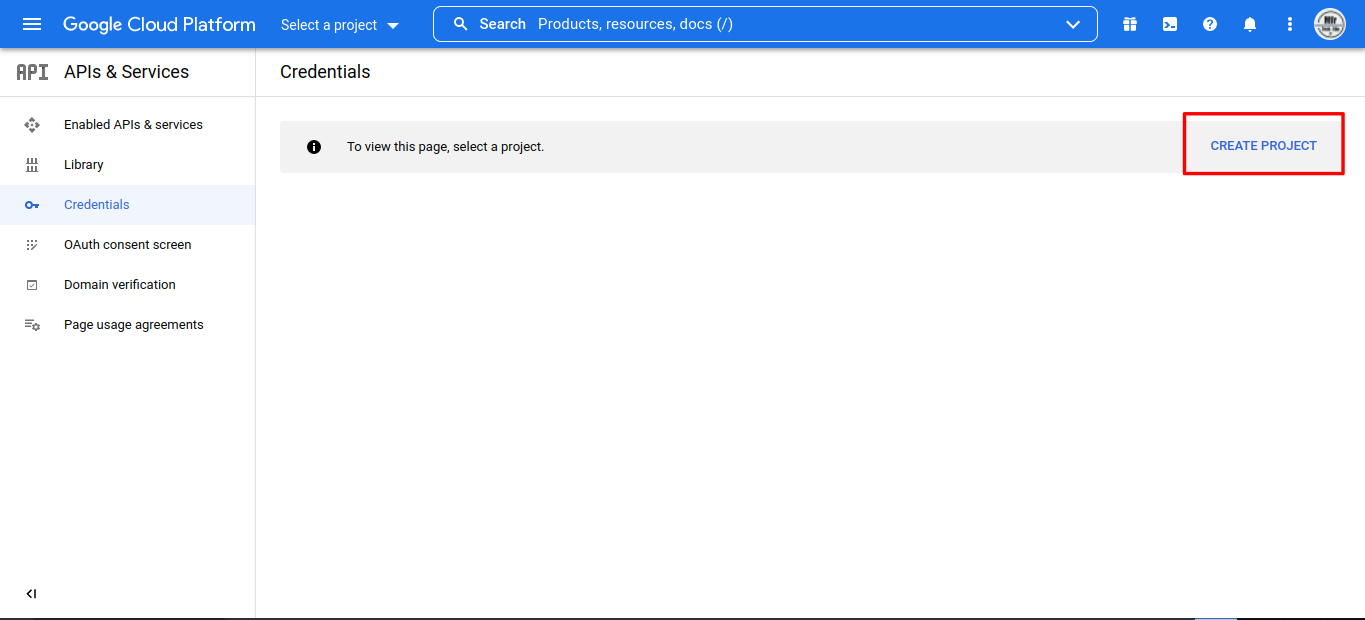 Google Cloud Platform
Select a project
Search Products, resources, docs (/)
API APIs & Services
Credentials
Enabled APIs & services
Library
Credentials
OAuth consent screen
Domain verification
Page usage agreements
To view this page, select a project.
CREATE PROJECT